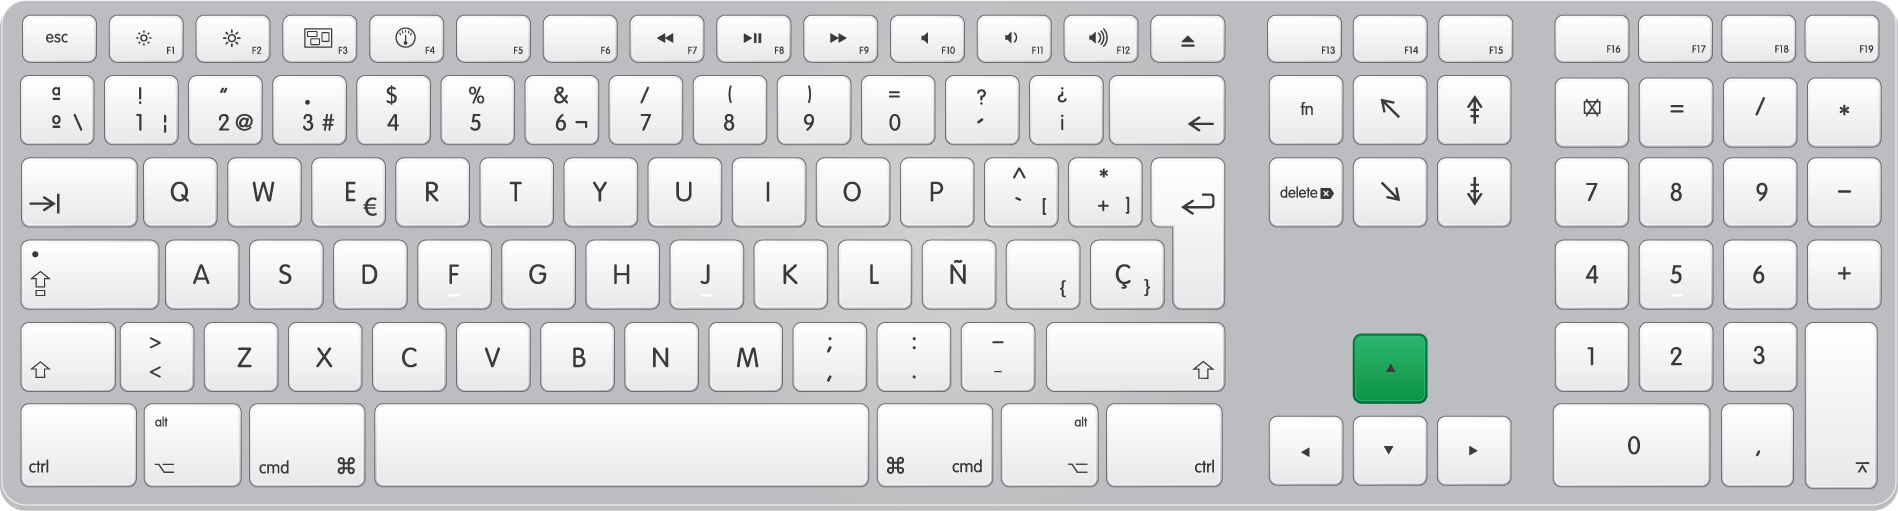 esc F1 F2 F3 F4 F5 F6 F7 F8 F9 F10 F11 F12 F13 F14 F15 F16 F17 F18 F19
ª ! ″ · $ % & / ( ) = ? ¿
º \ 1 ¦ 2 @ 3 # 4 5 6 ¬ 7 8 9 0 ´ ¡ ← fn ↖ ⇞ = / *
→| Q W E € R T Y U I O P ^ ` [ * + ] ↵ delete ↘ ⇟ 7 8 9 −
• ⇪ A S D F G H J K L Ñ { Ç } 4 5 6 +
⇧ > < Z X C V B N M ; , : . – - ⇧ ▲ 1 2 3
ctrl alt ⌥ cmd ⌘ ⌘ cmd alt ⌥ ctrl ◀ ▼ ▶ 0 , ⌅